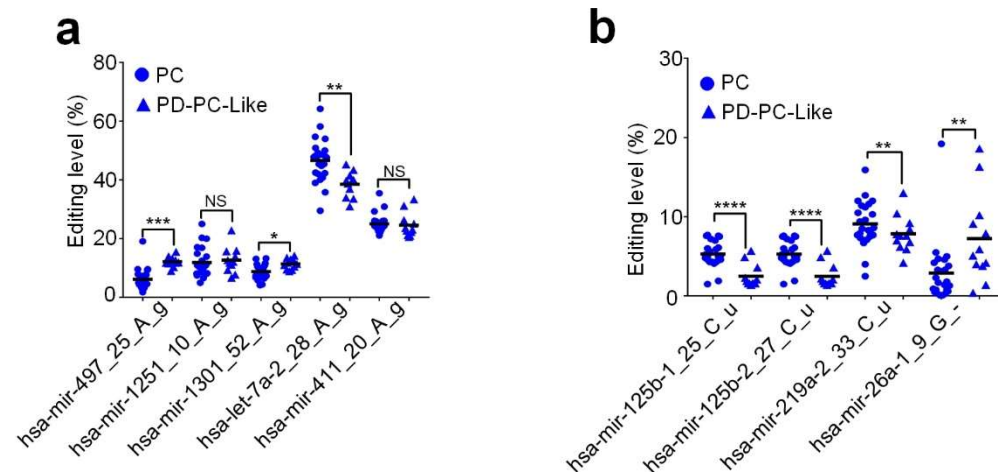 a
Editing level (%)
80
60
40
20
0
PC
PD-PC-Like
***
NS
*
**
NS
hsa-mir-497_25_A_g
hsa-mir-1251_10_A_g
hsa-mir-1301_52_A_g
hsa-let-7a-2_28_A_g
hsa-mir-411_20_A_g
b
Editing level (%)
30
20
10
0
PC
PD-PC-Like
****
****
**
**
hsa-mir-125b-1_25_C_u
hsa-mir-125b-2_27_C_u
hsa-mir-219a-2_33_C_u
hsa-mir-26a-1_9_G_-